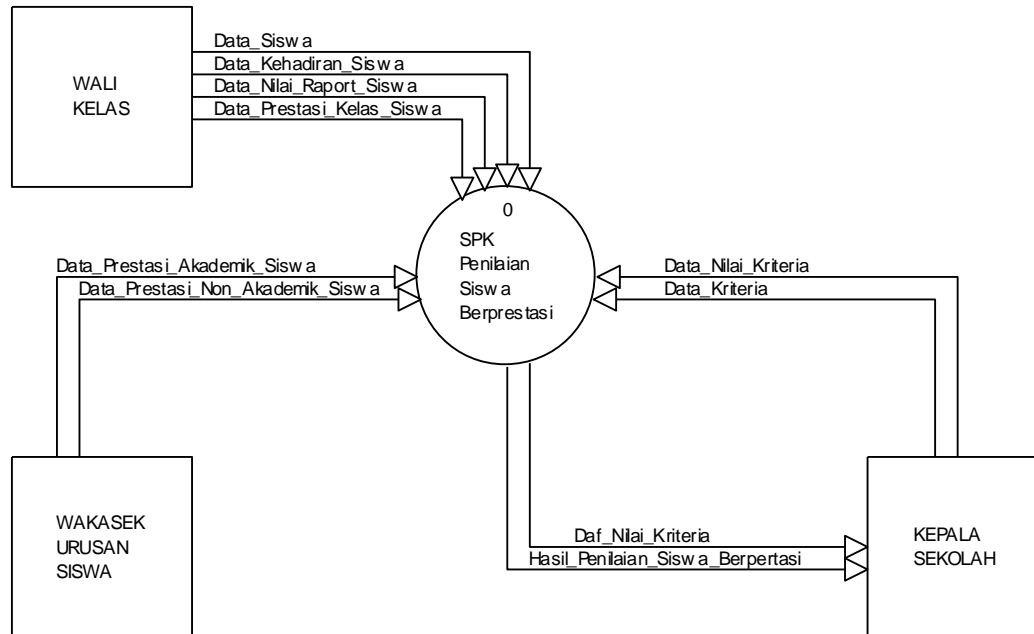 WALI
KELAS
Data_Siswa
Data_Kehadiran_Siswa
Data_Nilai_Raport_Siswa
Data_Prestasi_Kelas_Siswa
0
SPK
Penilaian
Siswa
Berprestasi
Data_Prestasi_Akademik_Siswa
Data_Prestasi_Non_Akademik_Siswa
Data_Nilai_Kriteria
Data_Kriteria
WAKASEK
URUSAN
SISWA
Daf_Nilai_Kriteria
Hasil_Penilaian_Siswa_Berpertasi
KEPALA
SEKOLAH